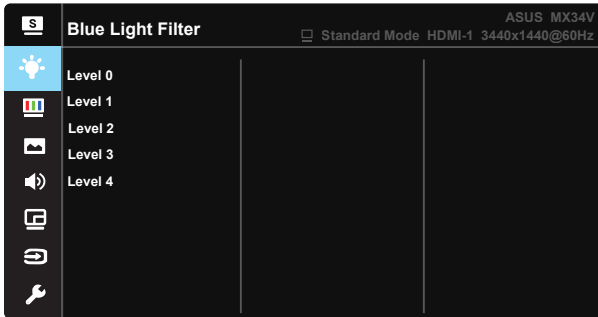 S
Blue Light Filter
ASUS MX34V
Standard Mode HDMI-1 3440x1440@60Hz
Level 0
Level 1
Level 2
Level 3
Level 4